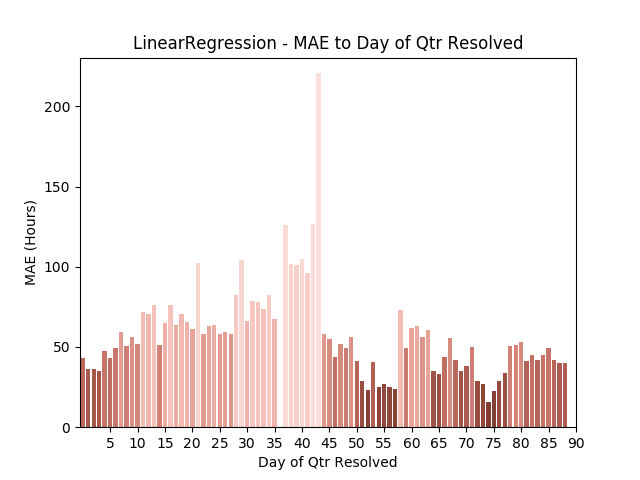 LinearRegression - MAE to Day of Qtr Resolved
200
150
100
50
0
MAE (Hours)
5 10 15 20 25 30 35 40 45 50 55 60 65 70 75 80 85 90
Day of Qtr Resolved